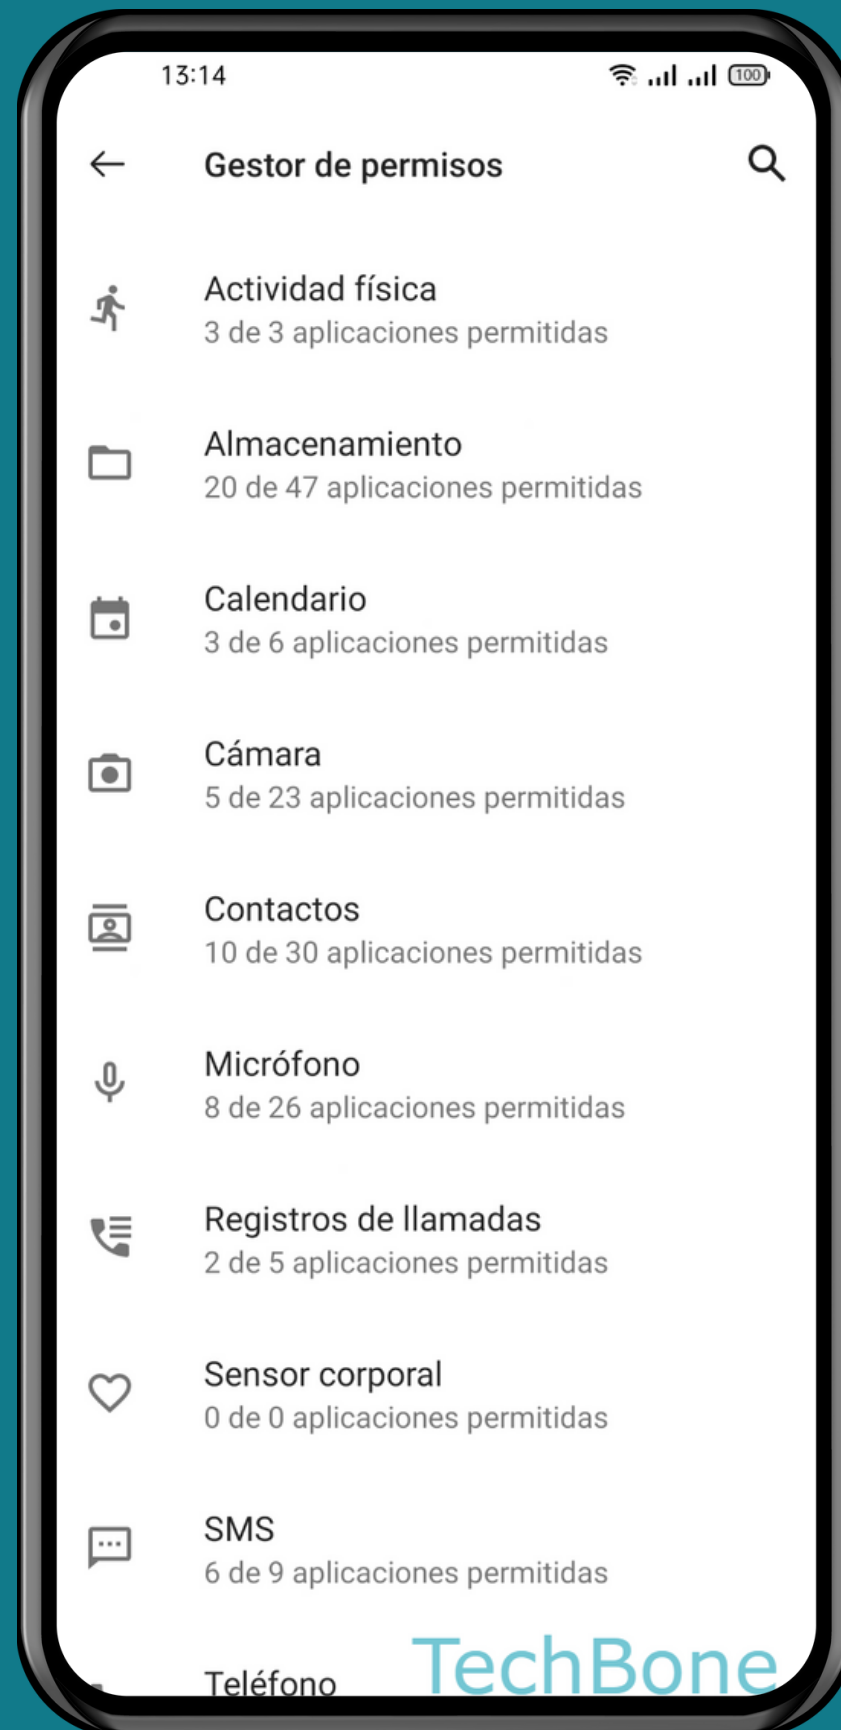 13:14
100
Gestor de permisos
Actividad física
3 de 3 aplicaciones permitidas
Almacenamiento
20 de 47 aplicaciones permitidas
Calendario
3 de 6 aplicaciones permitidas
Cámara
5 de 23 aplicaciones permitidas
Contactos
10 de 30 aplicaciones permitidas
Micrófono
8 de 26 aplicaciones permitidas
Registros de llamadas
2 de 5 aplicaciones permitidas
Sensor corporal
0 de 0 aplicaciones permitidas
SMS
6 de 9 aplicaciones permitidas
Teléfono
TechBone